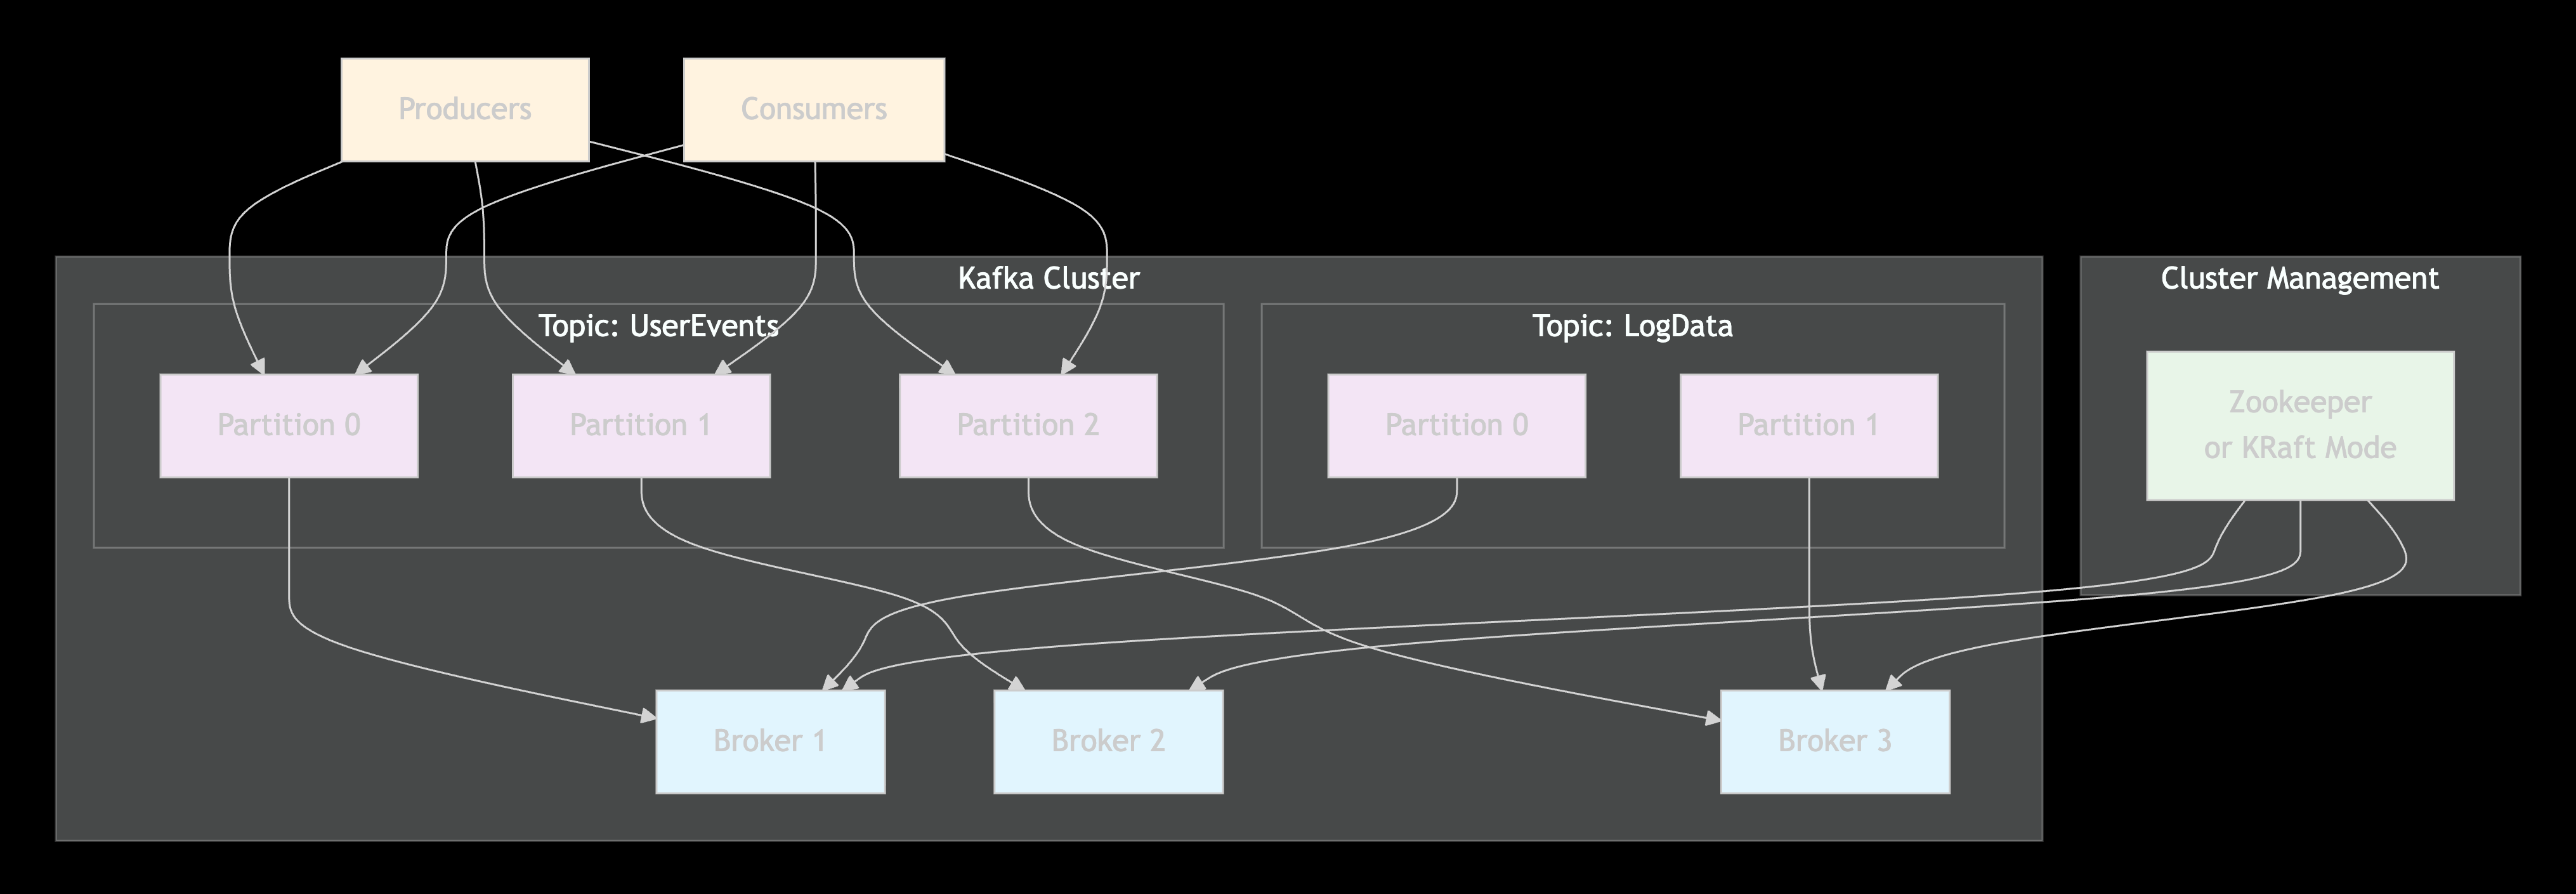 Producers
Consumers
Kafka Cluster
Cluster Management
Topic: UserEvents
Topic: LogData
Partition 0
Partition 1
Partition 2
Partition 0
Partition 1
Zookeeper
or KRaft Mode
Broker 1
Broker 2
Broker 3